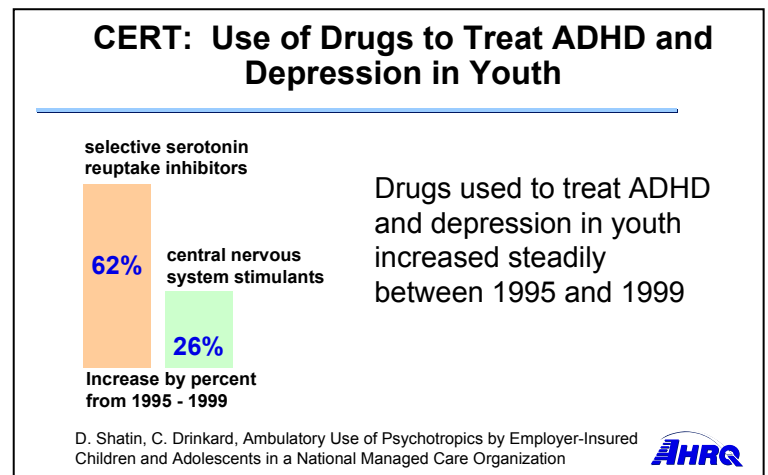 CERT: Use of Drugs to Treat ADHD and
Depression in Youth
selective serotonin
reuptake inhibitors
62%
central nervous
system stimulants
26%
Increase by percent
from 1995 - 1999
Drugs used to treat ADHD
and depression in youth
increased steadily
between 1995 and 1999
D. Shatin, C. Drinkard, Ambulatory Use of Psychotropics by Employer-Insured
Children and Adolescents in a National Managed Care Organization
AHRQ